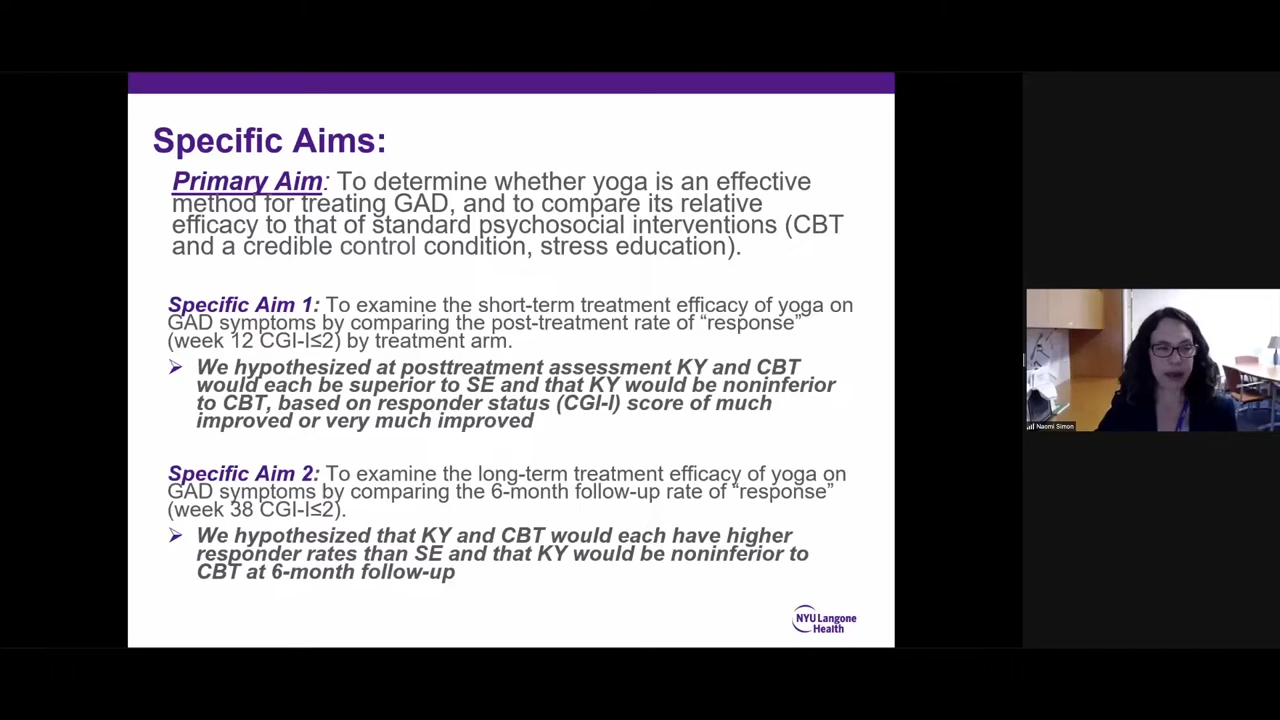 Specific Aims:
Primary Aim: To determine whether yoga is an effective
method for treating GAD, and to compare its relative
efficacy to that of standard psychosocial interventions (CBT
and a credible control condition, stress education).
Specific Aim 1: To examine the short-term treatment efficacy of yoga on
GAD symptoms by comparing the post-treatment rate of “response”
(week 12 CGI-I≤2) by treatment arm.
➢ We hypothesized at posttreatment assessment KY and CBT
would each be superior to SE and that KY would be noninferior
to CBT, based on responder status (CGI-I) score of much
improved or very much improved
Specific Aim 2: To examine the long-term treatment efficacy of yoga on
GAD symptoms by comparing the 6-month follow-up rate of “response”
(week 38 CGI-I≤2).
➢ We hypothesized that KY and CBT would each have higher
responder rates than SE and that KY would be noninferior to
CBT at 6-month follow-up
NYU Langone
Health
Naomi Simon